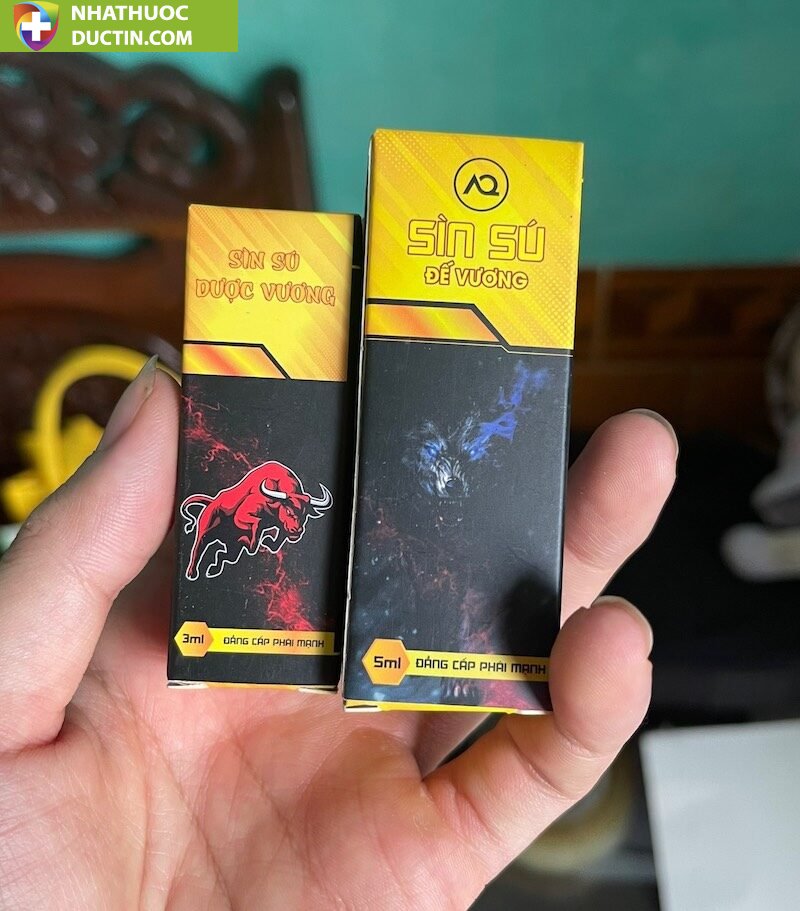 NHATHUOC
DUCTIN.COM
SÌN SÚ
DƯỢC VƯƠNG
3ml
ĐẲNG CẤP PHÁI MẠNH
AQ
SÌN SÚ
ĐẾ VƯƠNG
5ml
ĐẲNG CẤP PHÁI MẠNH